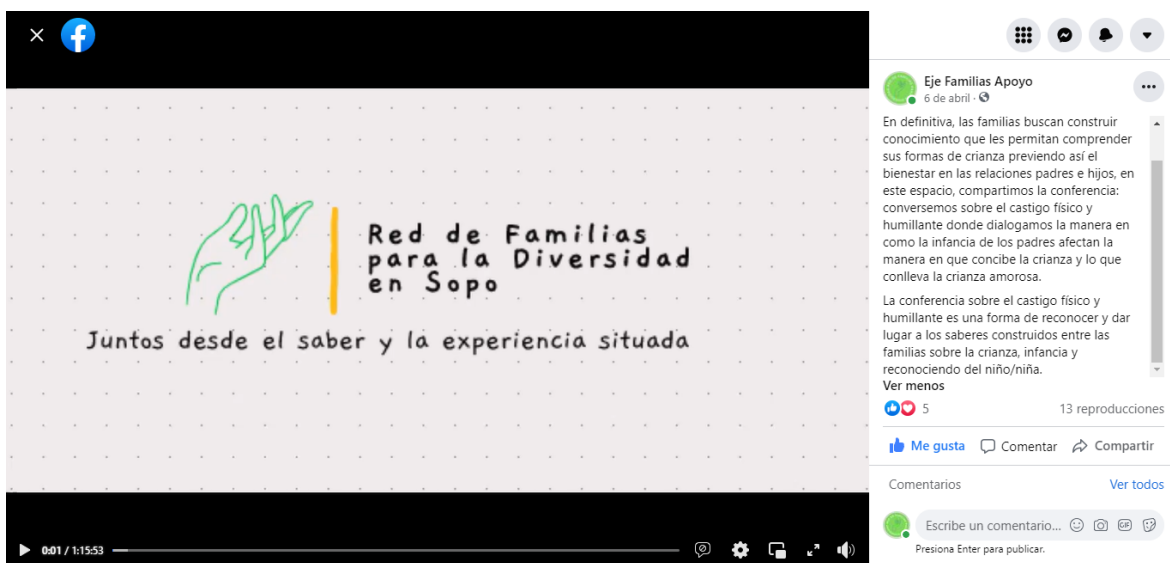 Red de Familias
para la Diversidad
en Sopo
Juntos desde el saber y la experiencia situada
0:01 / 1:15:53
Eje Familias Apoyo
6 de abril ·
En definitiva, las familias buscan construir
conocimiento que les permitan comprender
sus formas de crianza previendo así el
bienestar en las relaciones padres e hijos, en
este espacio, compartimos la conferencia:
conversemos sobre el castigo físico y
humillante donde dialogamos la manera en
como la infancia de los padres afectan la
manera en que concibe la crianza y lo que
conlleva la crianza amorosa.
La conferencia sobre el castigo físico y
humillante es una forma de reconocer y dar
lugar a los saberes construidos entre las
familias sobre la crianza, infancia y
reconociendo del niño/niña.
Ver menos
5 13 reproducciones
Me gusta Comentar Compartir
Comentarios Ver todos
Escribe un comentario... GIF
Presiona Enter para publicar.